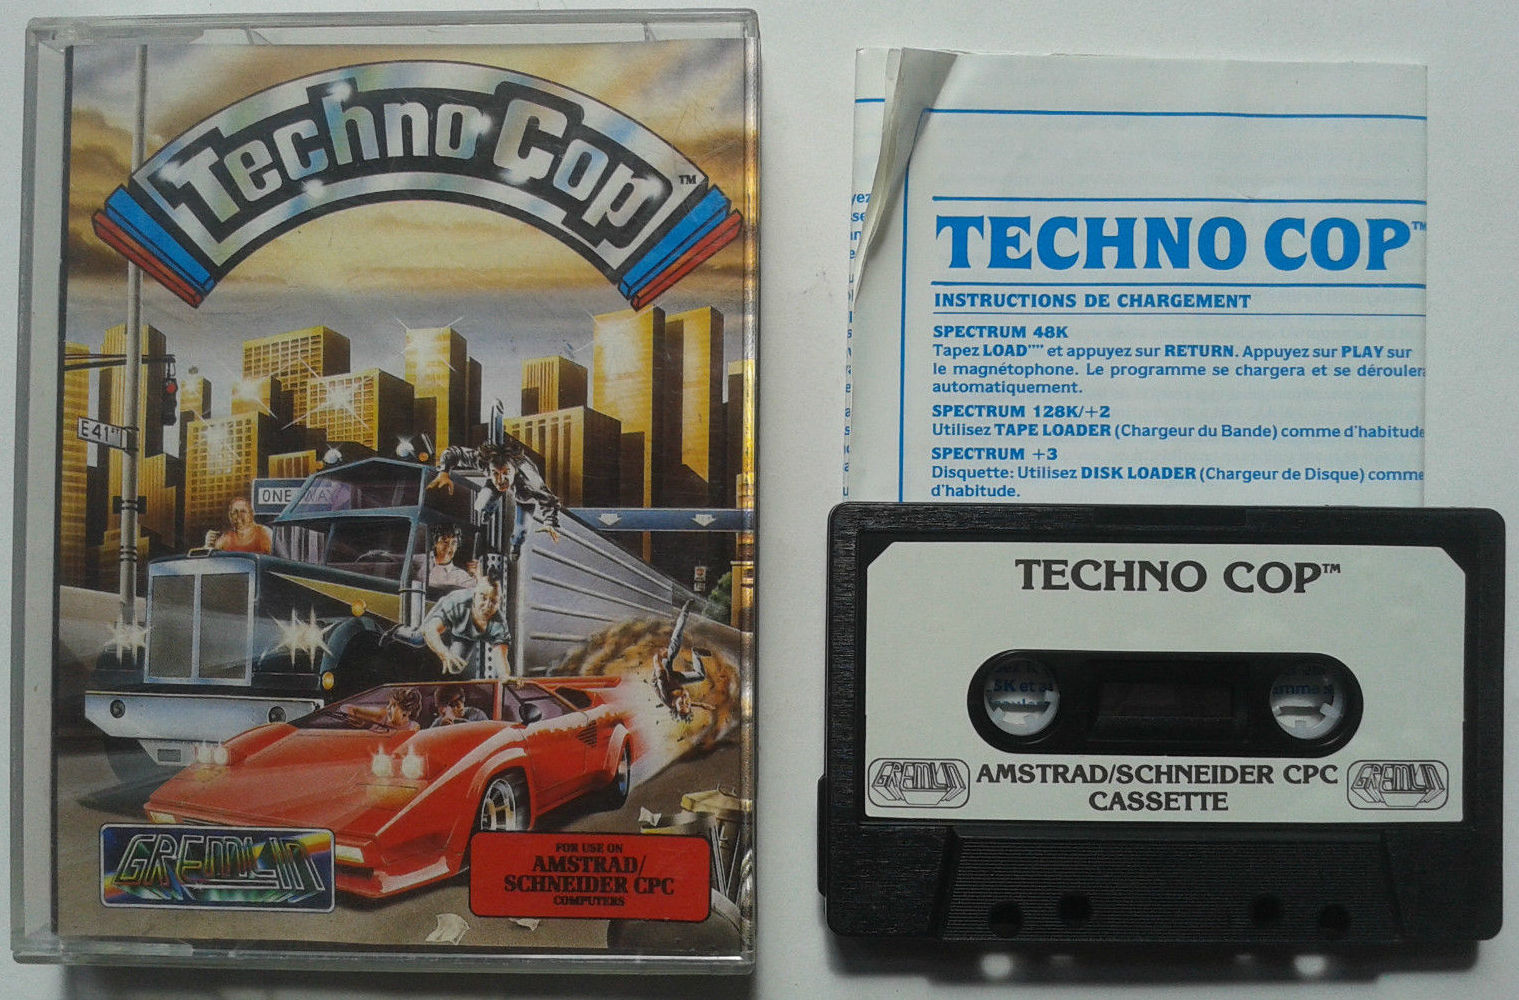 Techno Cop™
E 41 ST
ONE WAY
GREMLIN
FOR USE ON
AMSTRAD/
SCHNEIDER CPC
COMPUTERS
TECHNO COP™
INSTRUCTIONS DE CHARGEMENT
SPECTRUM 48K
Tapez LOAD"" et appuyez sur RETURN. Appuyez sur PLAY sur
le magnétophone. Le programme se chargera et se déroulera
automatiquement.
SPECTRUM 128K/+2
Utilisez TAPE LOADER (Chargeur du Bande) comme d'habitude
SPECTRUM +3
Disquette: Utilisez DISK LOADER (Chargeur de Disque) comme
d'habitude.
TECHNO COP™
GREMLIN AMSTRAD/SCHNEIDER CPC GREMLIN
CASSETTE